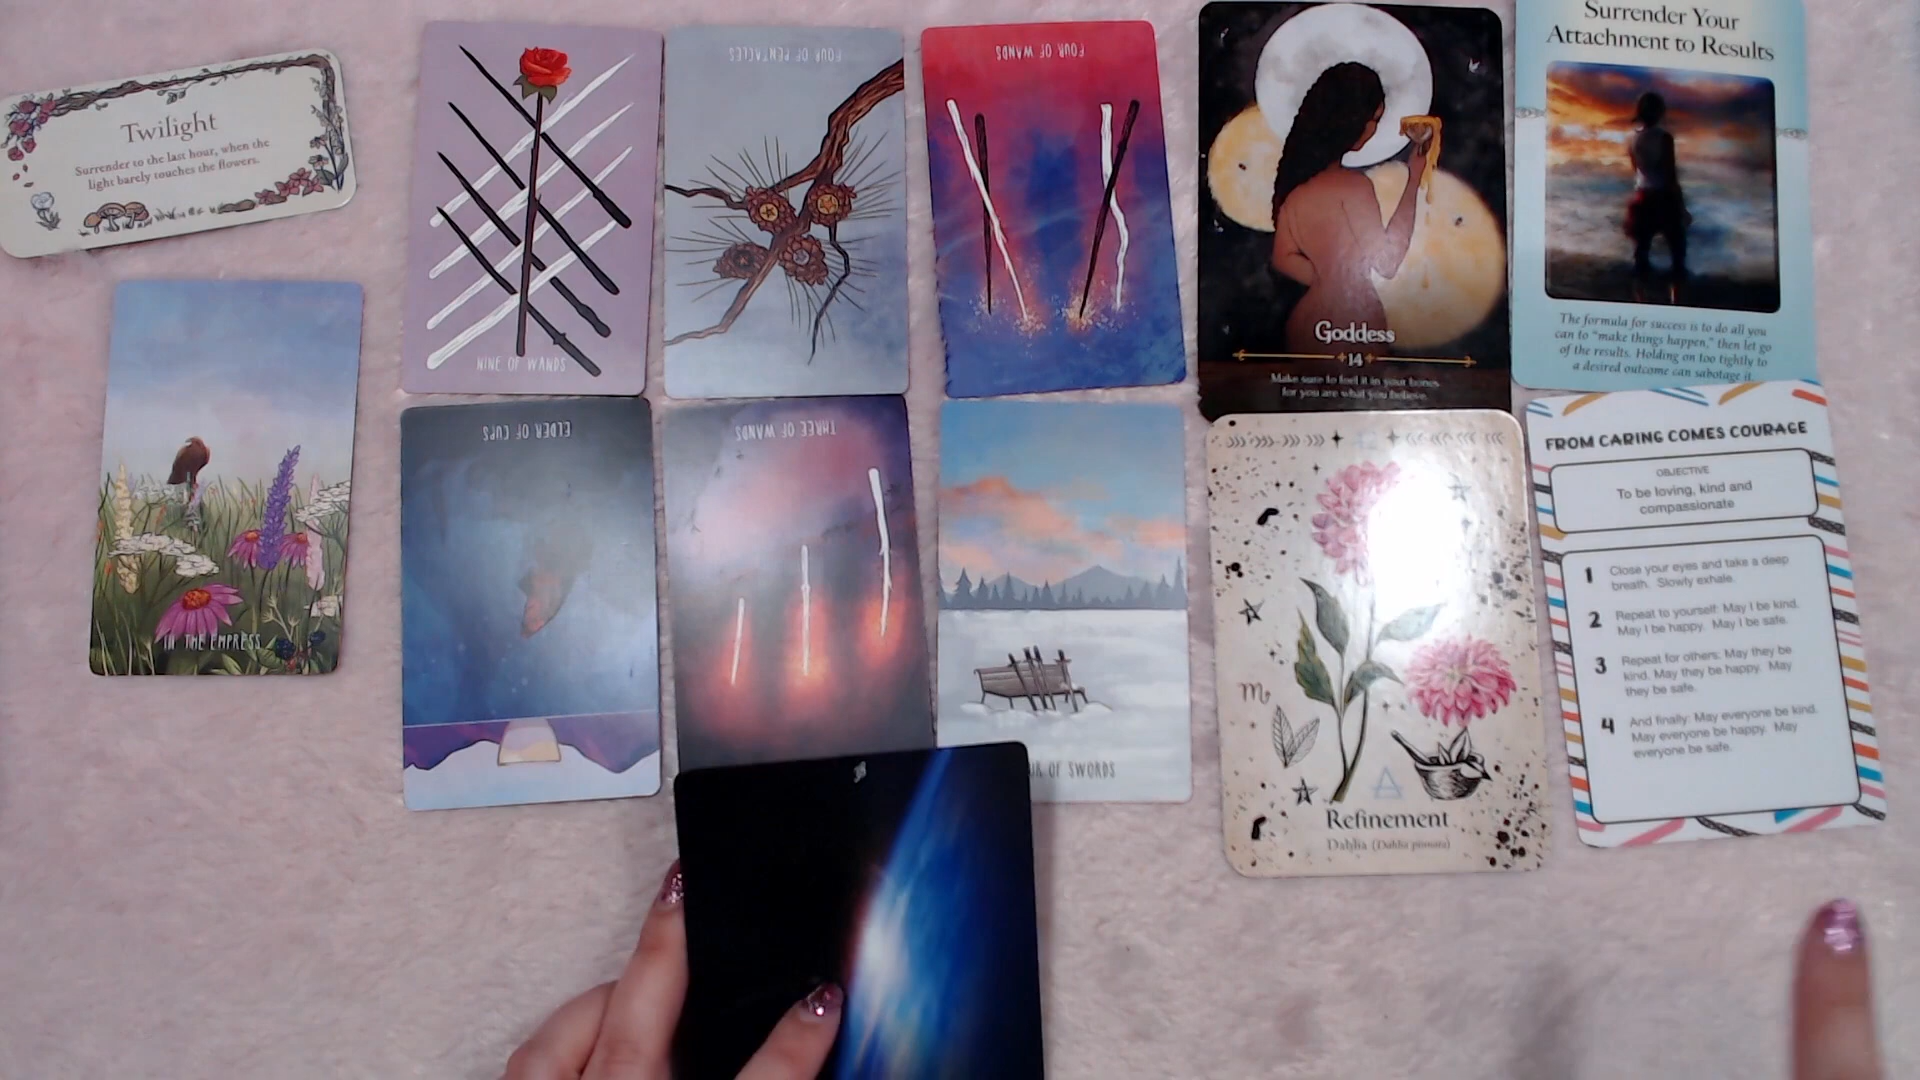 Twilight
Surrender to the last hour, when the
light barely touches the flowers.
III THE EMPRESS
NINE OF WANDS
FOUR OF PENTACLES
FOUR OF WANDS
Goddess
14
Make sure to feel it in your bones
for you are what you believe.
Surrender Your
Attachment to Results
The formula for success is to do all you
can to "make things happen," then let go
of the results. Holding on too tightly to
a desired outcome can sabotage it.
ELDER OF CUPS
THREE OF WANDS
OF SWORDS
Refinement
Dahlia (Dahlia pinnata)
FROM CARING COMES COURAGE
OBJECTIVE
To be loving, kind and
compassionate
1 Close your eyes and take a deep
breath. Slowly exhale.
2 Repeat to yourself: May I be kind.
May I be happy. May I be safe.
3 Repeat for others: May they be
kind. May they be happy. May
they be safe.
4 And finally: May everyone be kind.
May everyone be happy. May
everyone be safe.